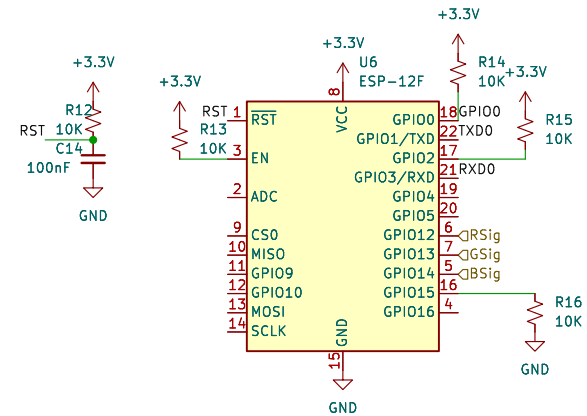 +3.3V
R12
10K
RST
C14
100nF
GND
+3.3V
R13
10K
+3.3V
U6
ESP-12F
8
VCC
RST 1 RST
3 EN
2 ADC
9 CS0
10 MISO
11 GPIO9
12 GPIO10
13 MOSI
14 SCLK
GPIO0 18 GPIO0
GPIO1/TXD 22 TXD0
GPIO2 17
GPIO3/RXD 21 RXD0
GPIO4 19
GPIO5 20
GPIO12 6 RSig
GPIO13 7 GSig
GPIO14 5 BSig
GPIO15 16
GPIO16 4
GND
15
GND
+3.3V
R14
10K
+3.3V
R15
10K
R16
10K
GND